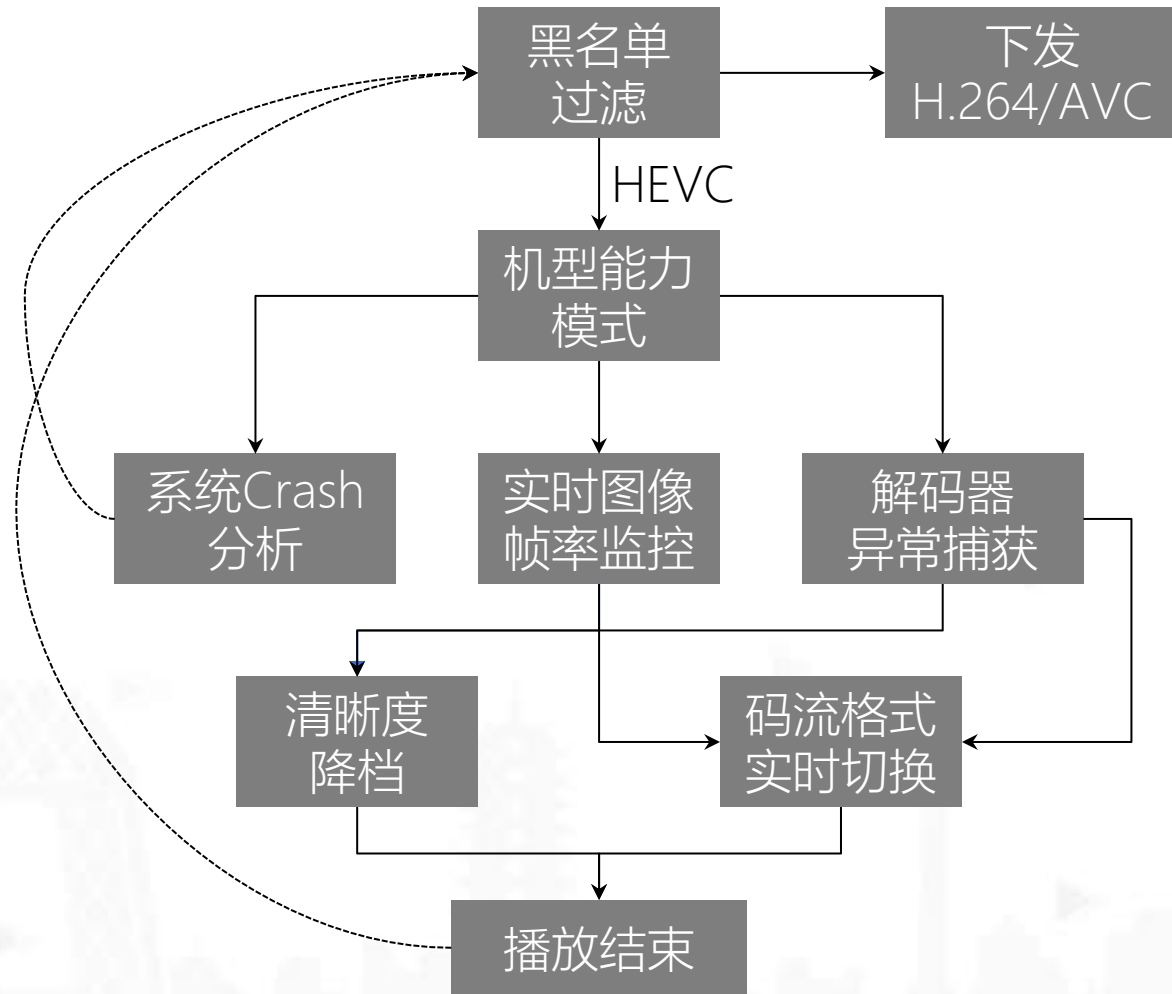 黑名单
过滤
下发
H.264/AVC
HEVC
机型能力
模式
系统Crash
分析
实时图像
帧率监控
解码器
异常捕获
清晰度
降档
码流格式
实时切换
播放结束